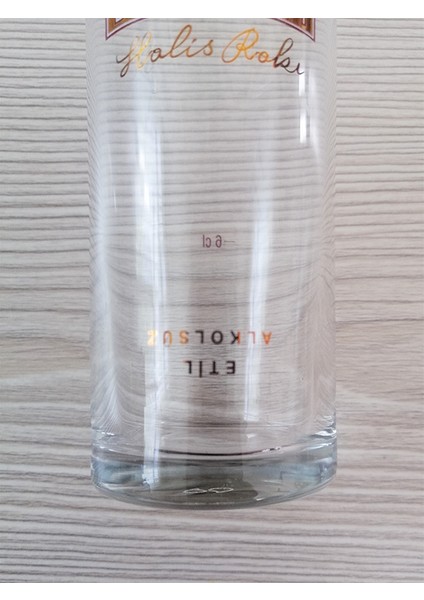 Halis Rakı
6 cl
ALKOLSÜZ
ETİL